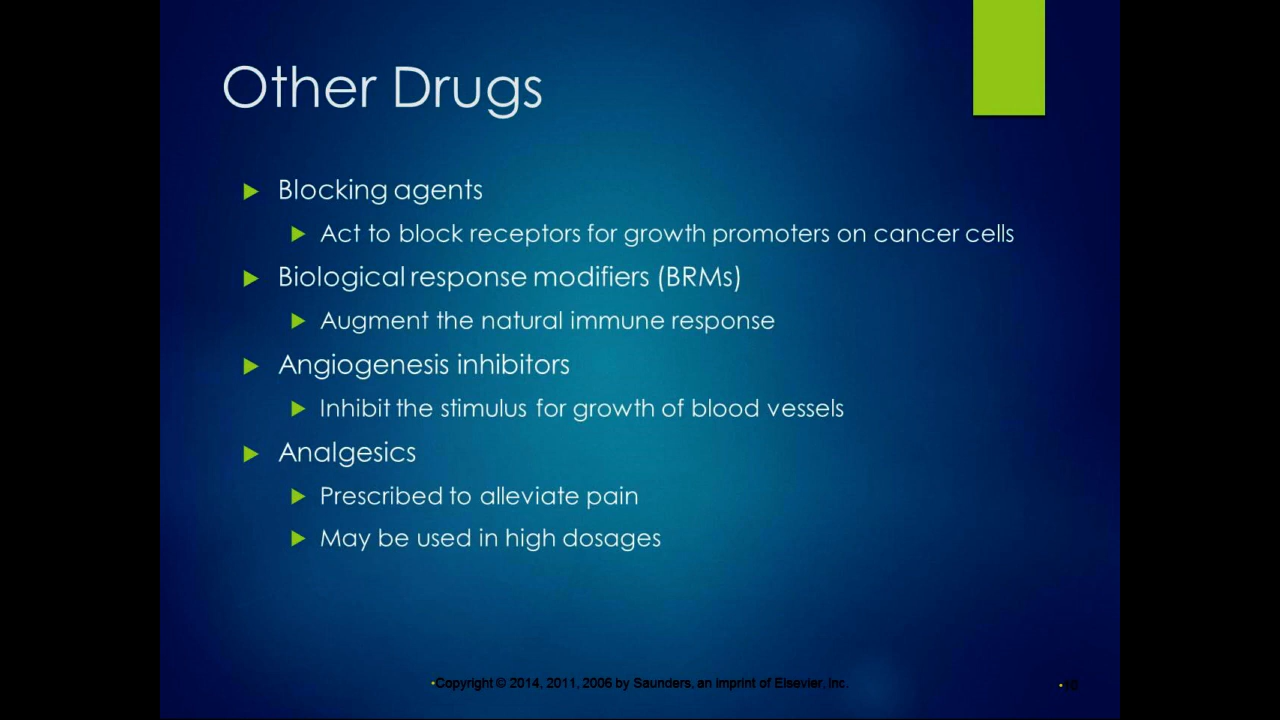 Other Drugs
Blocking agents
Act to block receptors for growth promoters on cancer cells
Biological response modifiers (BRMs)
Augment the natural immune response
Angiogenesis inhibitors
Inhibit the stimulus for growth of blood vessels
Analgesics
Prescribed to alleviate pain
May be used in high dosages
•Copyright © 2014, 2011, 2006 by Saunders, an imprint of Elsevier, Inc.